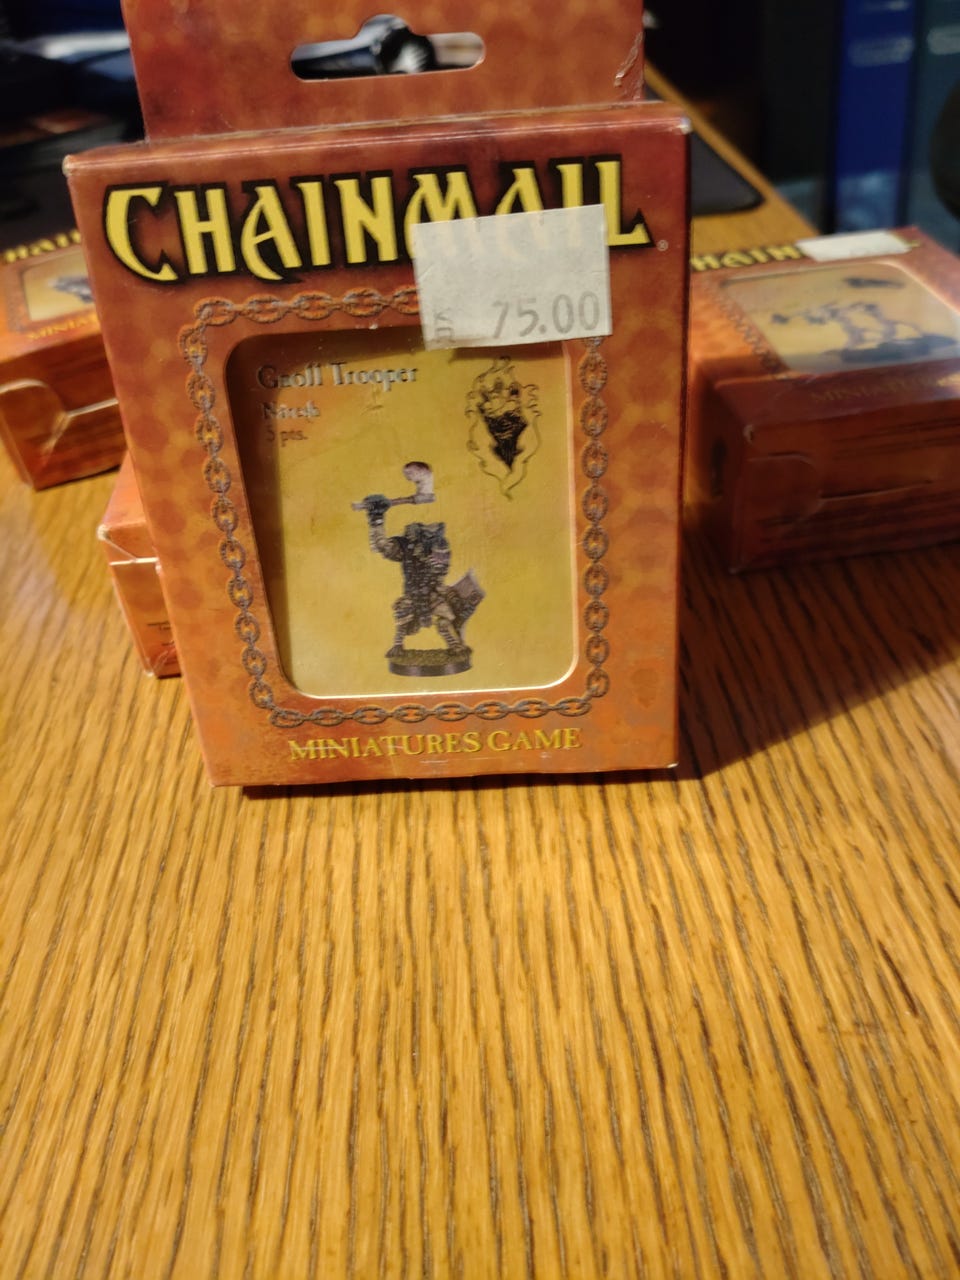 CHAINMAIL®
75.00
Gnoll Trooper
Naresh
5 pts.
MINIATURES GAME